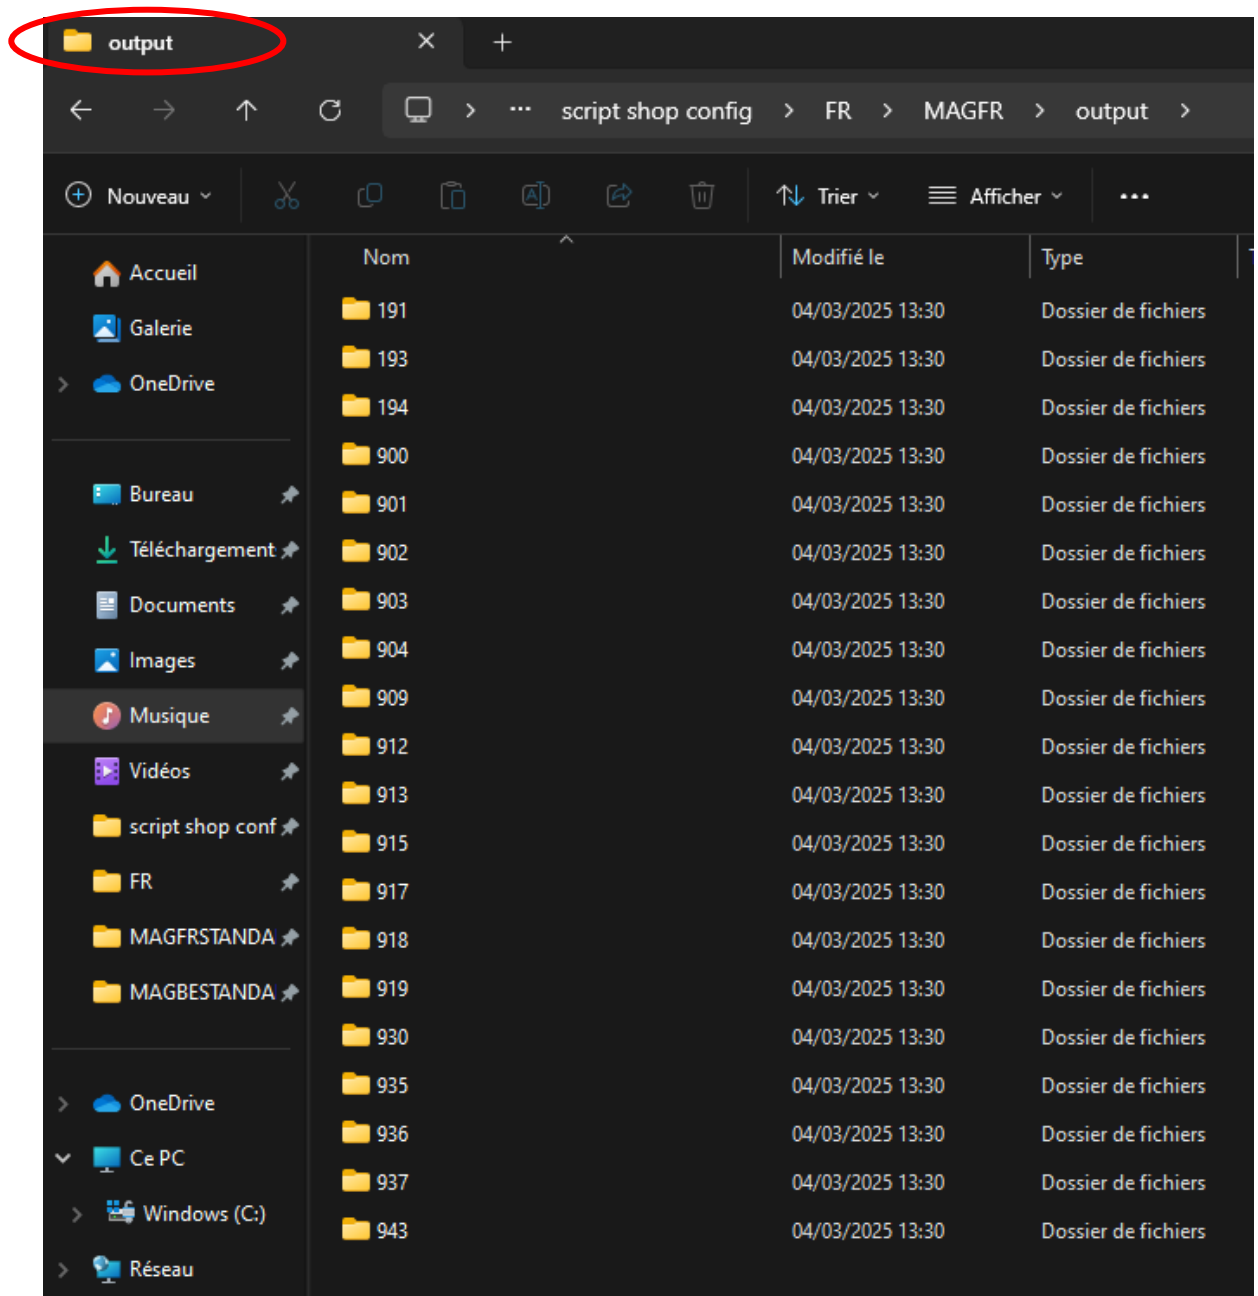 output
script shop config > FR > MAGFR > output >
Nouveau
Trier
Afficher
Nom
Modifié le
Type
Accueil
Galerie
OneDrive
Bureau
Téléchargement
Documents
Images
Musique
Vidéos
script shop conf
FR
MAGFRSTANDA
MAGBESTANDA
OneDrive
Ce PC
Windows (C:)
Réseau
191 04/03/2025 13:30 Dossier de fichiers
193 04/03/2025 13:30 Dossier de fichiers
194 04/03/2025 13:30 Dossier de fichiers
900 04/03/2025 13:30 Dossier de fichiers
901 04/03/2025 13:30 Dossier de fichiers
902 04/03/2025 13:30 Dossier de fichiers
903 04/03/2025 13:30 Dossier de fichiers
904 04/03/2025 13:30 Dossier de fichiers
909 04/03/2025 13:30 Dossier de fichiers
912 04/03/2025 13:30 Dossier de fichiers
913 04/03/2025 13:30 Dossier de fichiers
915 04/03/2025 13:30 Dossier de fichiers
917 04/03/2025 13:30 Dossier de fichiers
918 04/03/2025 13:30 Dossier de fichiers
919 04/03/2025 13:30 Dossier de fichiers
930 04/03/2025 13:30 Dossier de fichiers
935 04/03/2025 13:30 Dossier de fichiers
936 04/03/2025 13:30 Dossier de fichiers
937 04/03/2025 13:30 Dossier de fichiers
943 04/03/2025 13:30 Dossier de fichiers